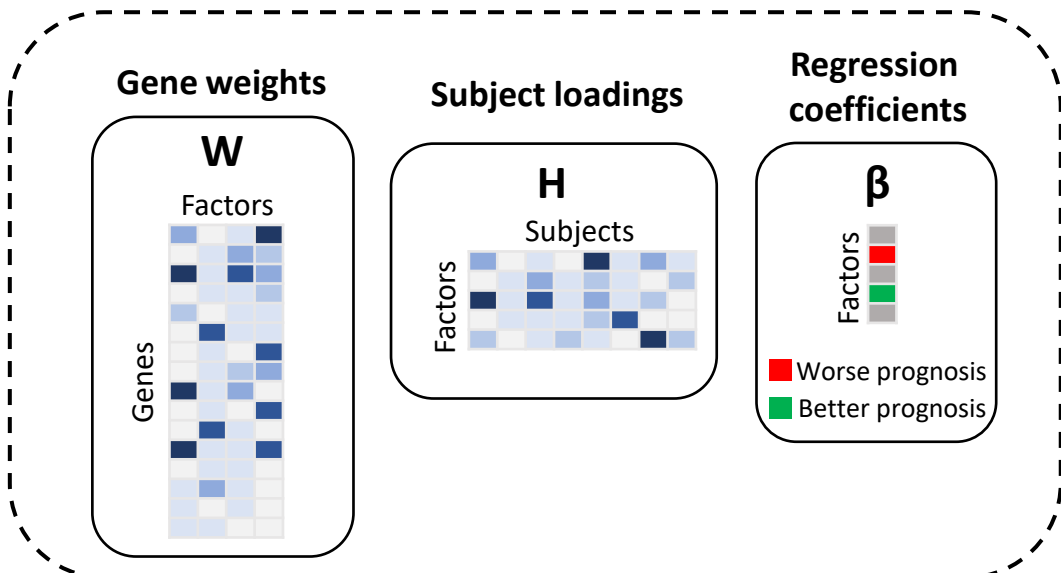 Gene weights
W
Factors
Genes
Subject loadings
H
Subjects
Factors
Regression
coefficients
β
Factors
Worse prognosis
Better prognosis